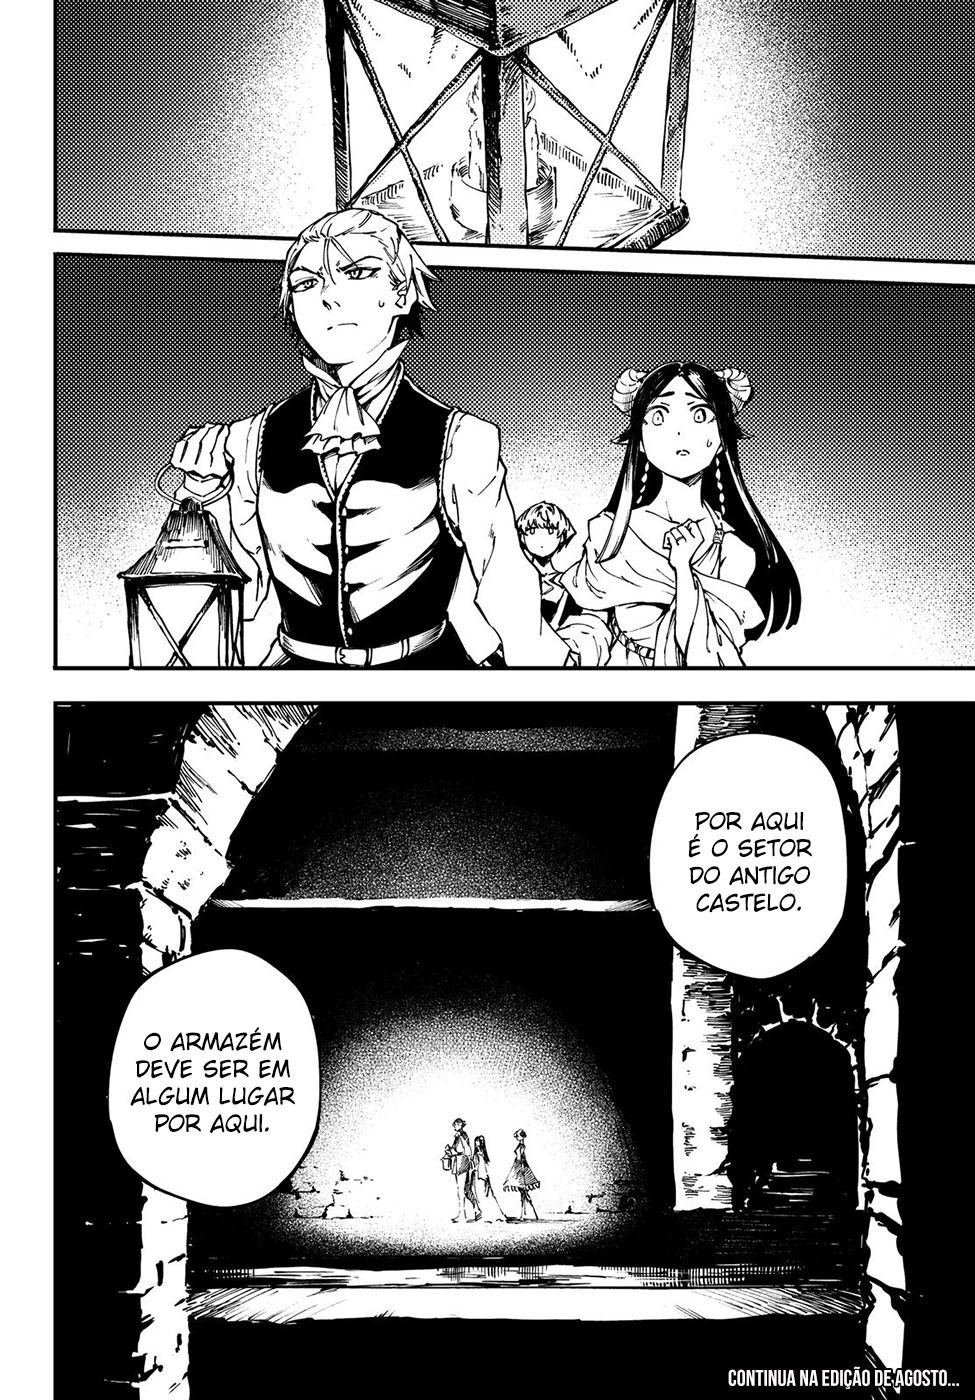 POR AQUI
É O SETOR
DO ANTIGO
CASTELO.
O ARMAZÉM
DEVE SER EM
ALGUM LUGAR
POR AQUI.
CONTINUA NA EDIÇÃO DE AGOSTO...